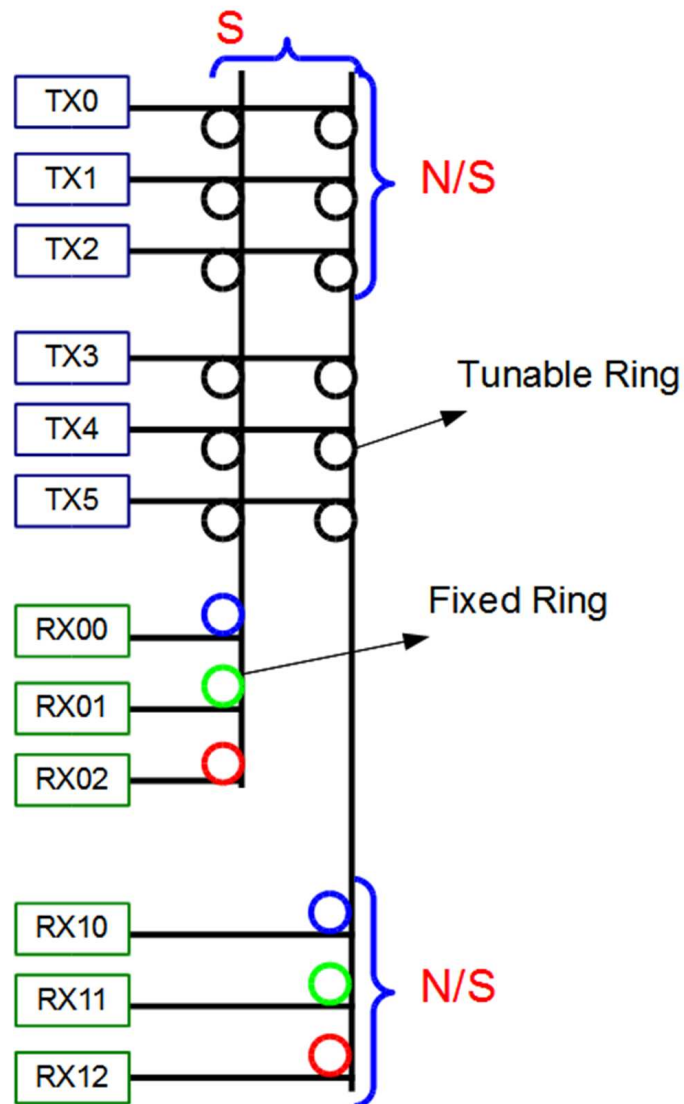 S
TX0
TX1
N/S
TX2
TX3
Tunable Ring
TX4
TX5
Fixed Ring
RX00
RX01
RX02
RX10
RX11
N/S
RX12